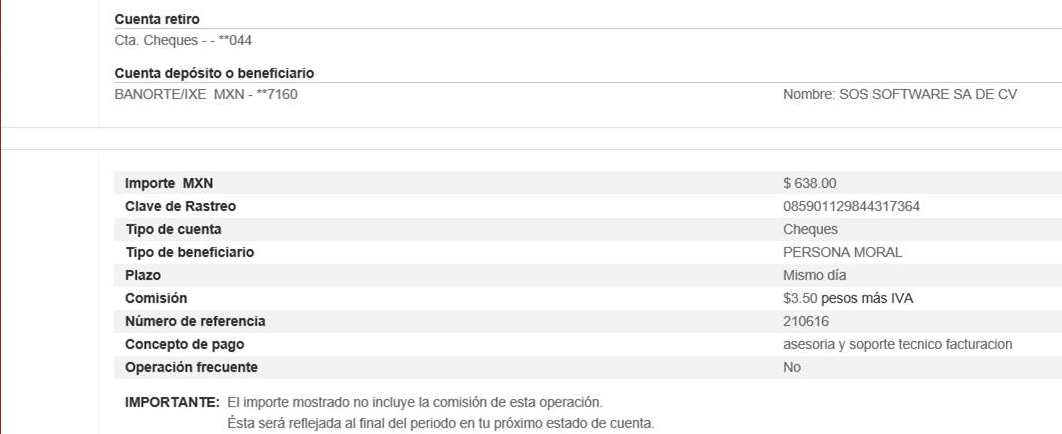 Cuenta retiro
Cta. Cheques - - **044
Cuenta depósito o beneficiario
BANORTE/IXE MXN - **7160 Nombre: SOS SOFTWARE SA DE CV
Importe MXN $ 638.00
Clave de Rastreo 085901129844317364
Tipo de cuenta Cheques
Tipo de beneficiario PERSONA MORAL
Plazo Mismo día
Comisión $3.50 pesos más IVA
Número de referencia 210616
Concepto de pago asesoria y soporte tecnico facturacion
Operación frecuente No
IMPORTANTE: El importe mostrado no incluye la comisión de esta operación.
Ésta será reflejada al final del periodo en tu próximo estado de cuenta.